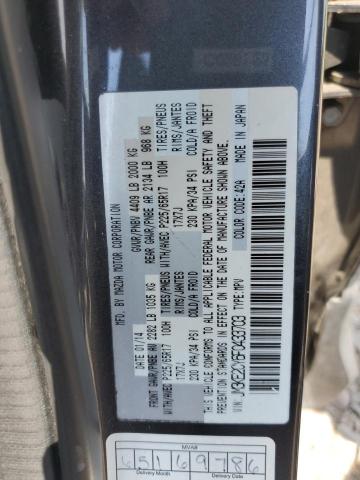 MFD BY MAZDA MOTOR CORPORATION
DATE: 01/14 GVWR/PNBV 4409 LB 2000 KG
FRONT GAWR/PNBE AV 2282 LB 1035 KG REAR GAWR/PNBE AR 2134 LB 968 KG
WITH/AVEC P225/65R17 100H TIRES/PNEUS WITH/AVEC P225/65R17 100H TIRES/PNEUS
17X7J RIMS/JANTES 17X7J RIMS/JANTES
230 KPA/34 PSI COLD/A FROID 230 KPA/34 PSI COLD/A FROID
THIS VEHICLE CONFORMS TO ALL APPLICABLE FEDERAL MOTOR VEHICLE SAFETY AND THEFT PREVENTION
STANDARDS IN EFFECT ON THE DATE OF MANUFACTURE SHOWN ABOVE.
TYPE: MPV COLOR: 42A MADE IN JAPAN
MVA#
6 5 1 6 9 7 8 6
Delivery Month Delivery